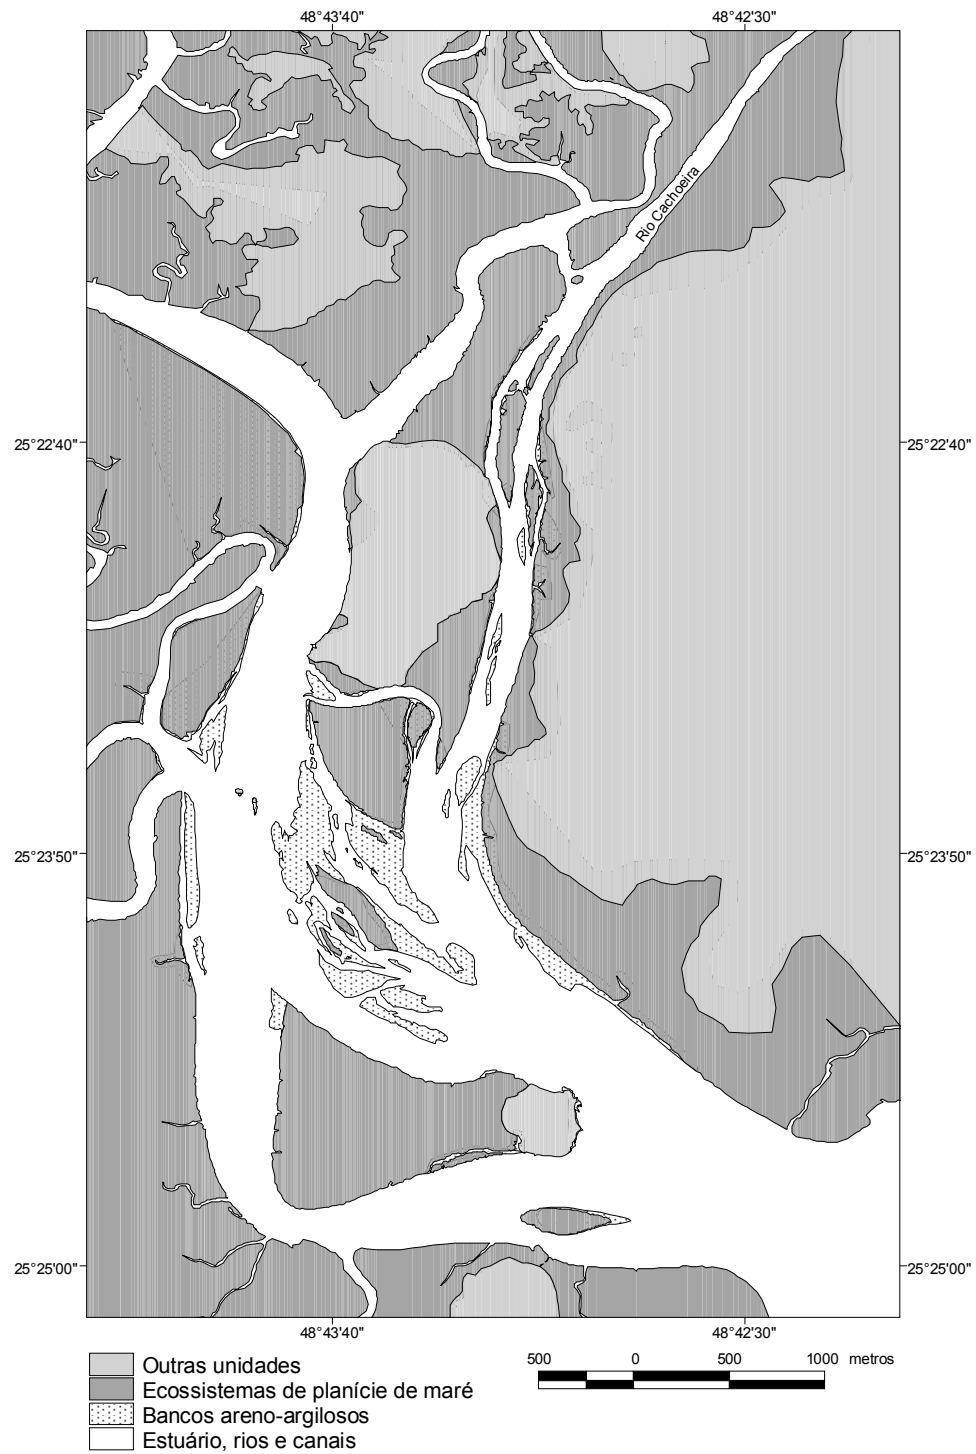 48°43'40" 48°42'30"
Rio Cachoeira
25°22'40" 25°22'40"
25°23'50" 25°23'50"
25°25'00" 25°25'00"
48°43'40" 48°42'30"
500 0 500 1000 metros
Outras unidades
Ecossistemas de planície de maré
Bancos areno-argilosos
Estuário, rios e canais